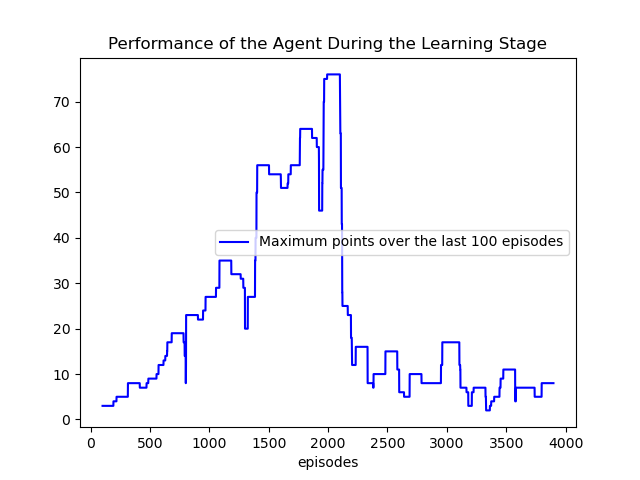 Performance of the Agent During the Learning Stage
70
60
50
40
30
20
10
0
Maximum points over the last 100 episodes
0 500 1000 1500 2000 2500 3000 3500 4000
episodes